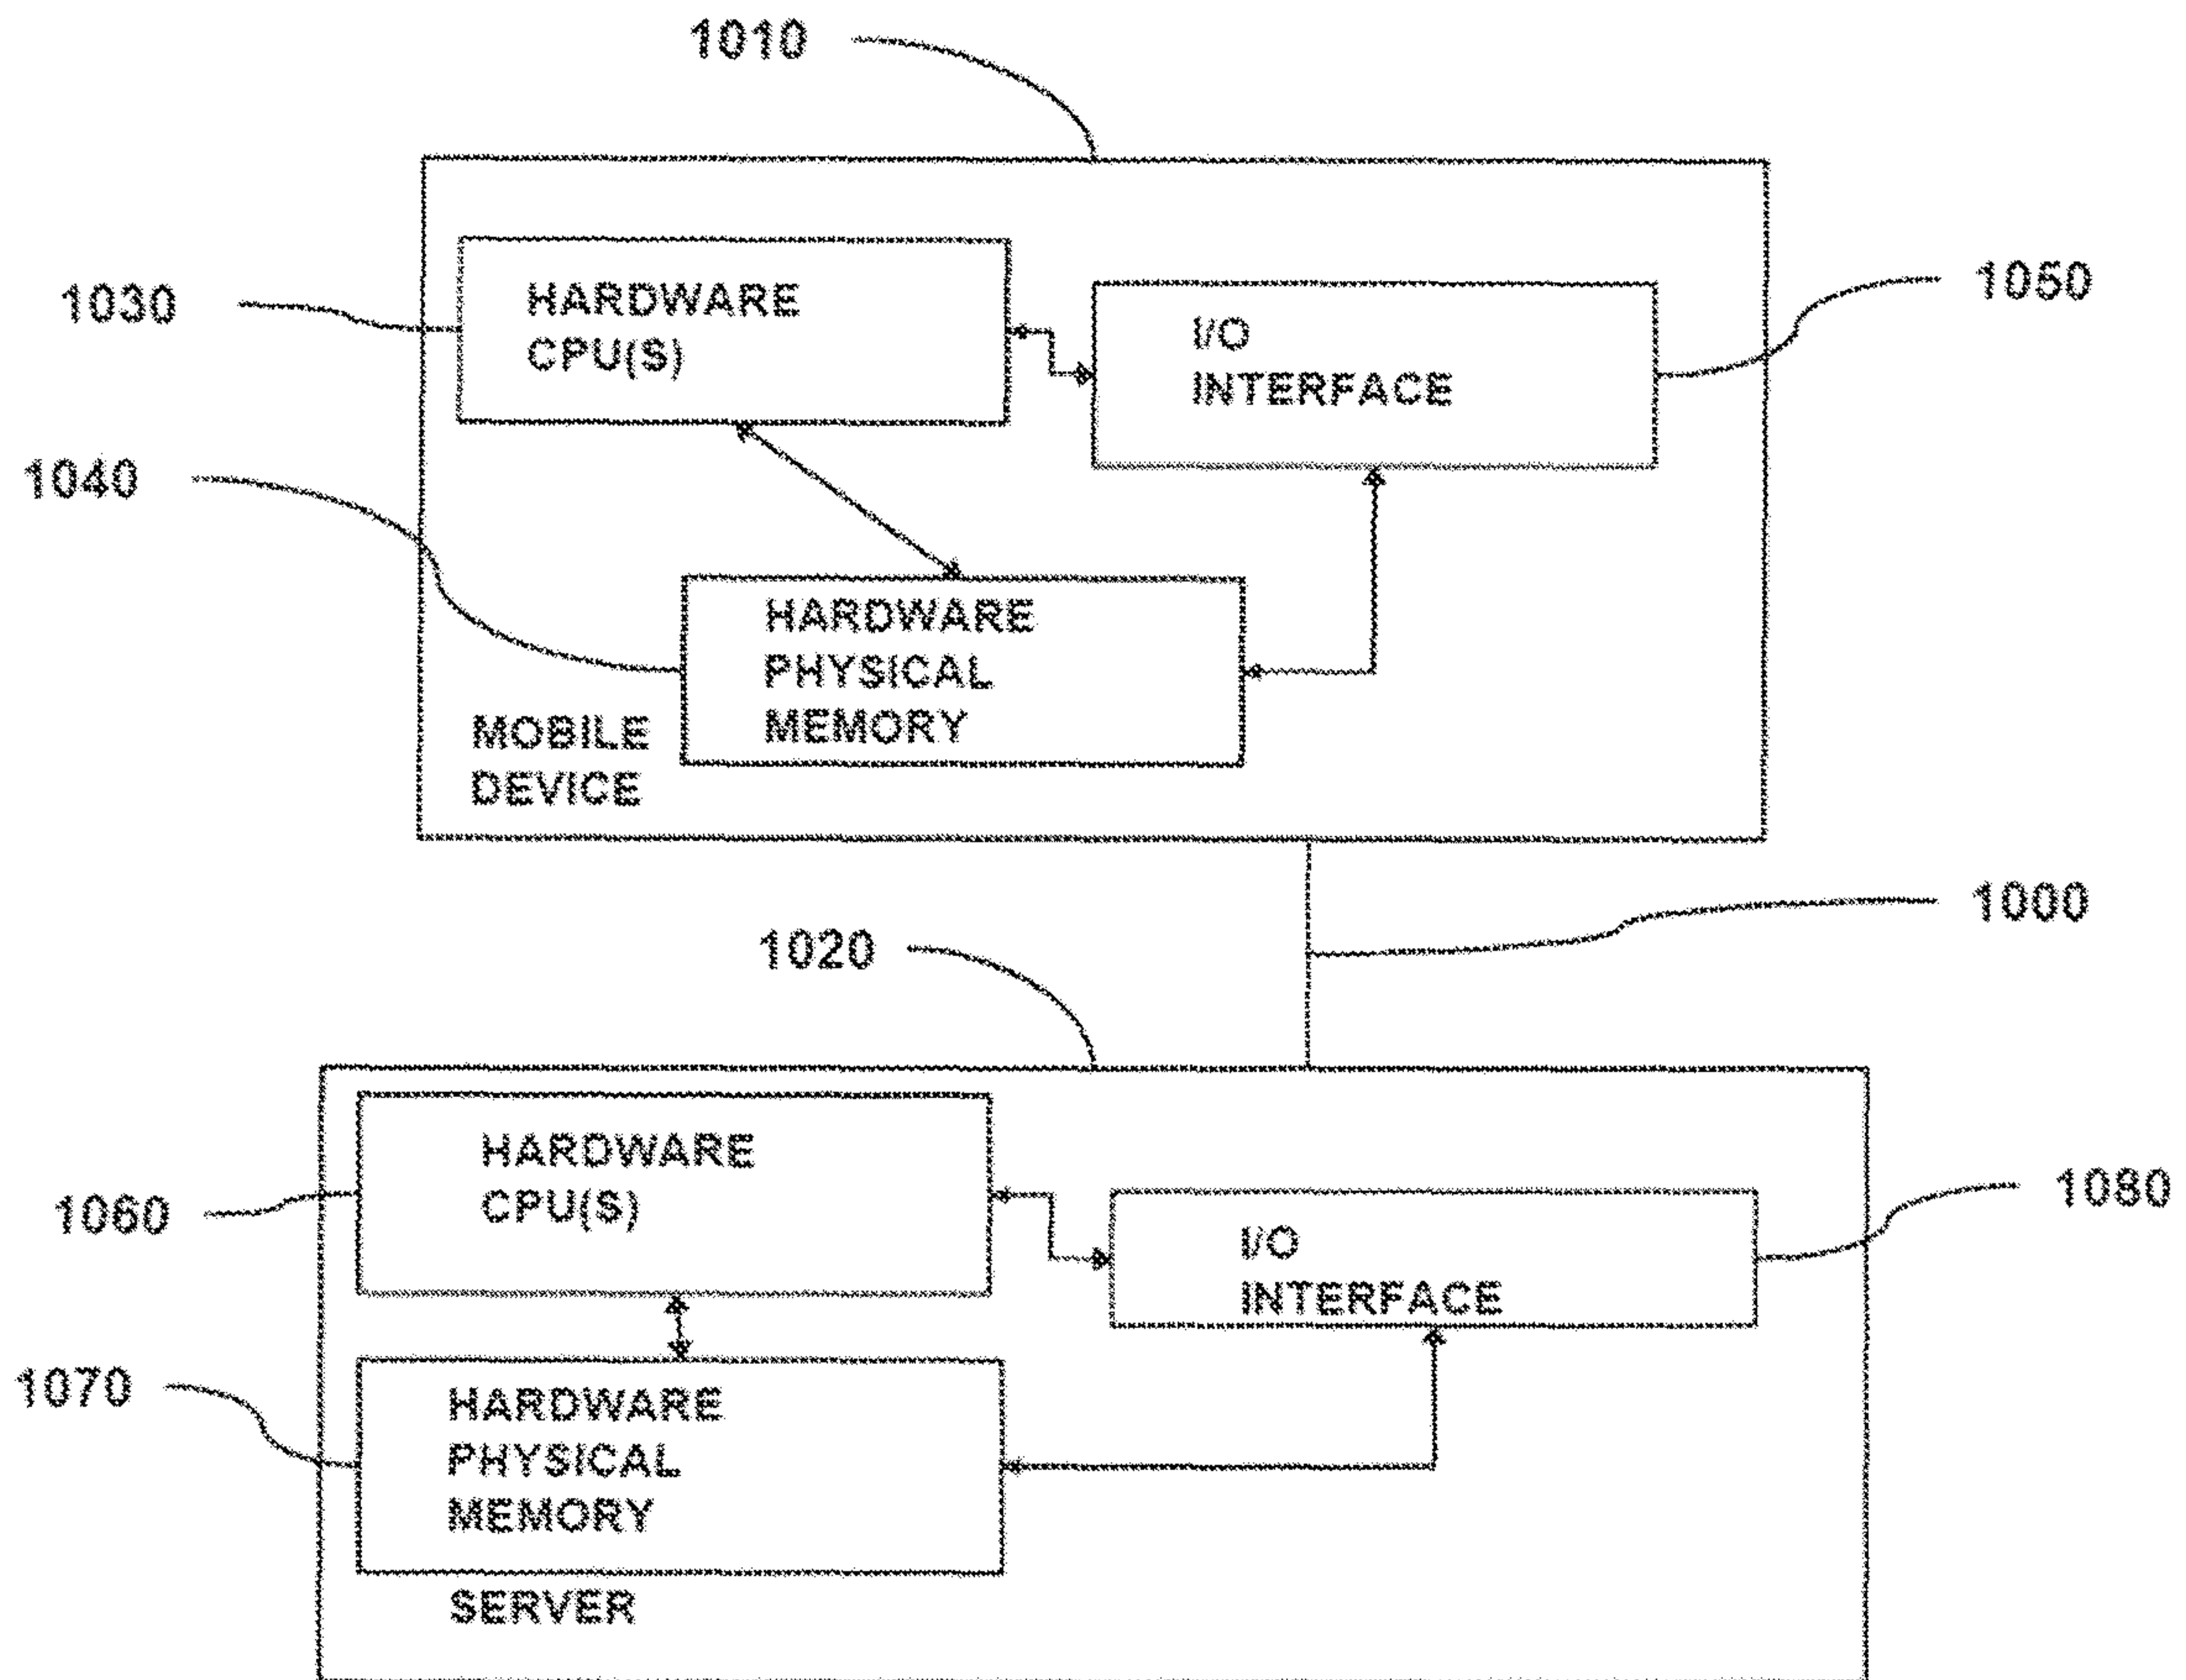 1010
1030
HARDWARE
CPU(S)
I/O
INTERFACE
1050
1040
HARDWARE
PHYSICAL
MEMORY
MOBILE
DEVICE
1000
1020
1060
HARDWARE
CPU(S)
I/O
INTERFACE
1080
1070
HARDWARE
PHYSICAL
MEMORY
SERVER